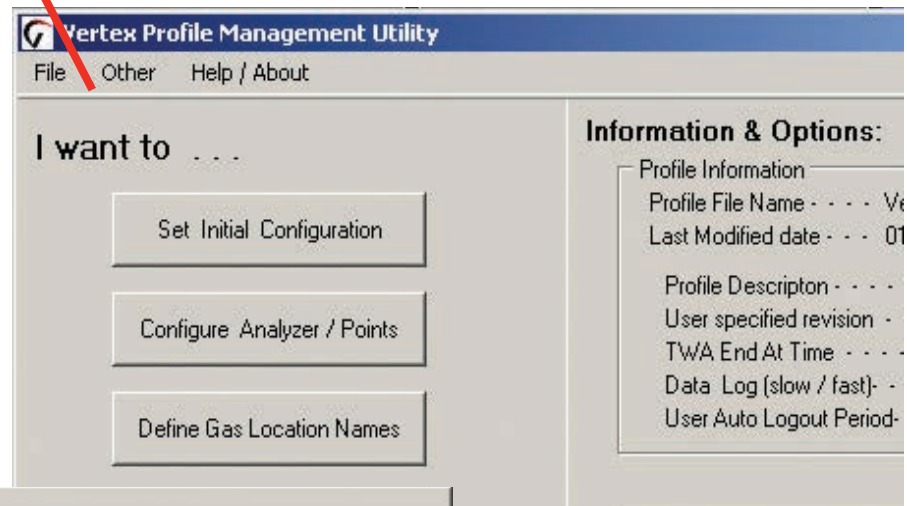 Vertex Profile Management Utility
File Other Help / About
I want to ...
Set Initial Configuration
Configure Analyzer / Points
Define Gas Location Names
Information & Options:
Profile Information
Profile File Name - - - - Ve
Last Modified date - - - 01
Profile Descripton - - - -
User specified revision -
TWA End At Time - - - -
Data Log (slow / fast)- -
User Auto Logout Period-